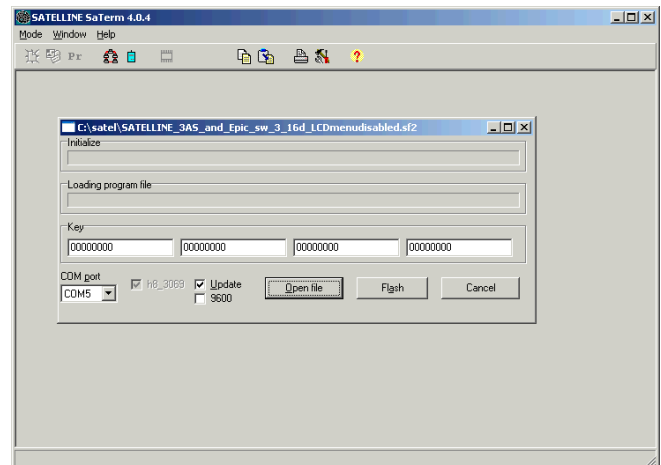 SATELLINE SaTerm 4.0.4
Mode Window Help
Pr
C:\satel\SATELLINE_3AS_and_Epic_sw_3_16d_LCDmenudisabled.sf2
Initialize
Loading program file
Key
00000000 00000000 00000000 00000000
COM port
COM5 h8_3069 Update Open file Flash Cancel
9600